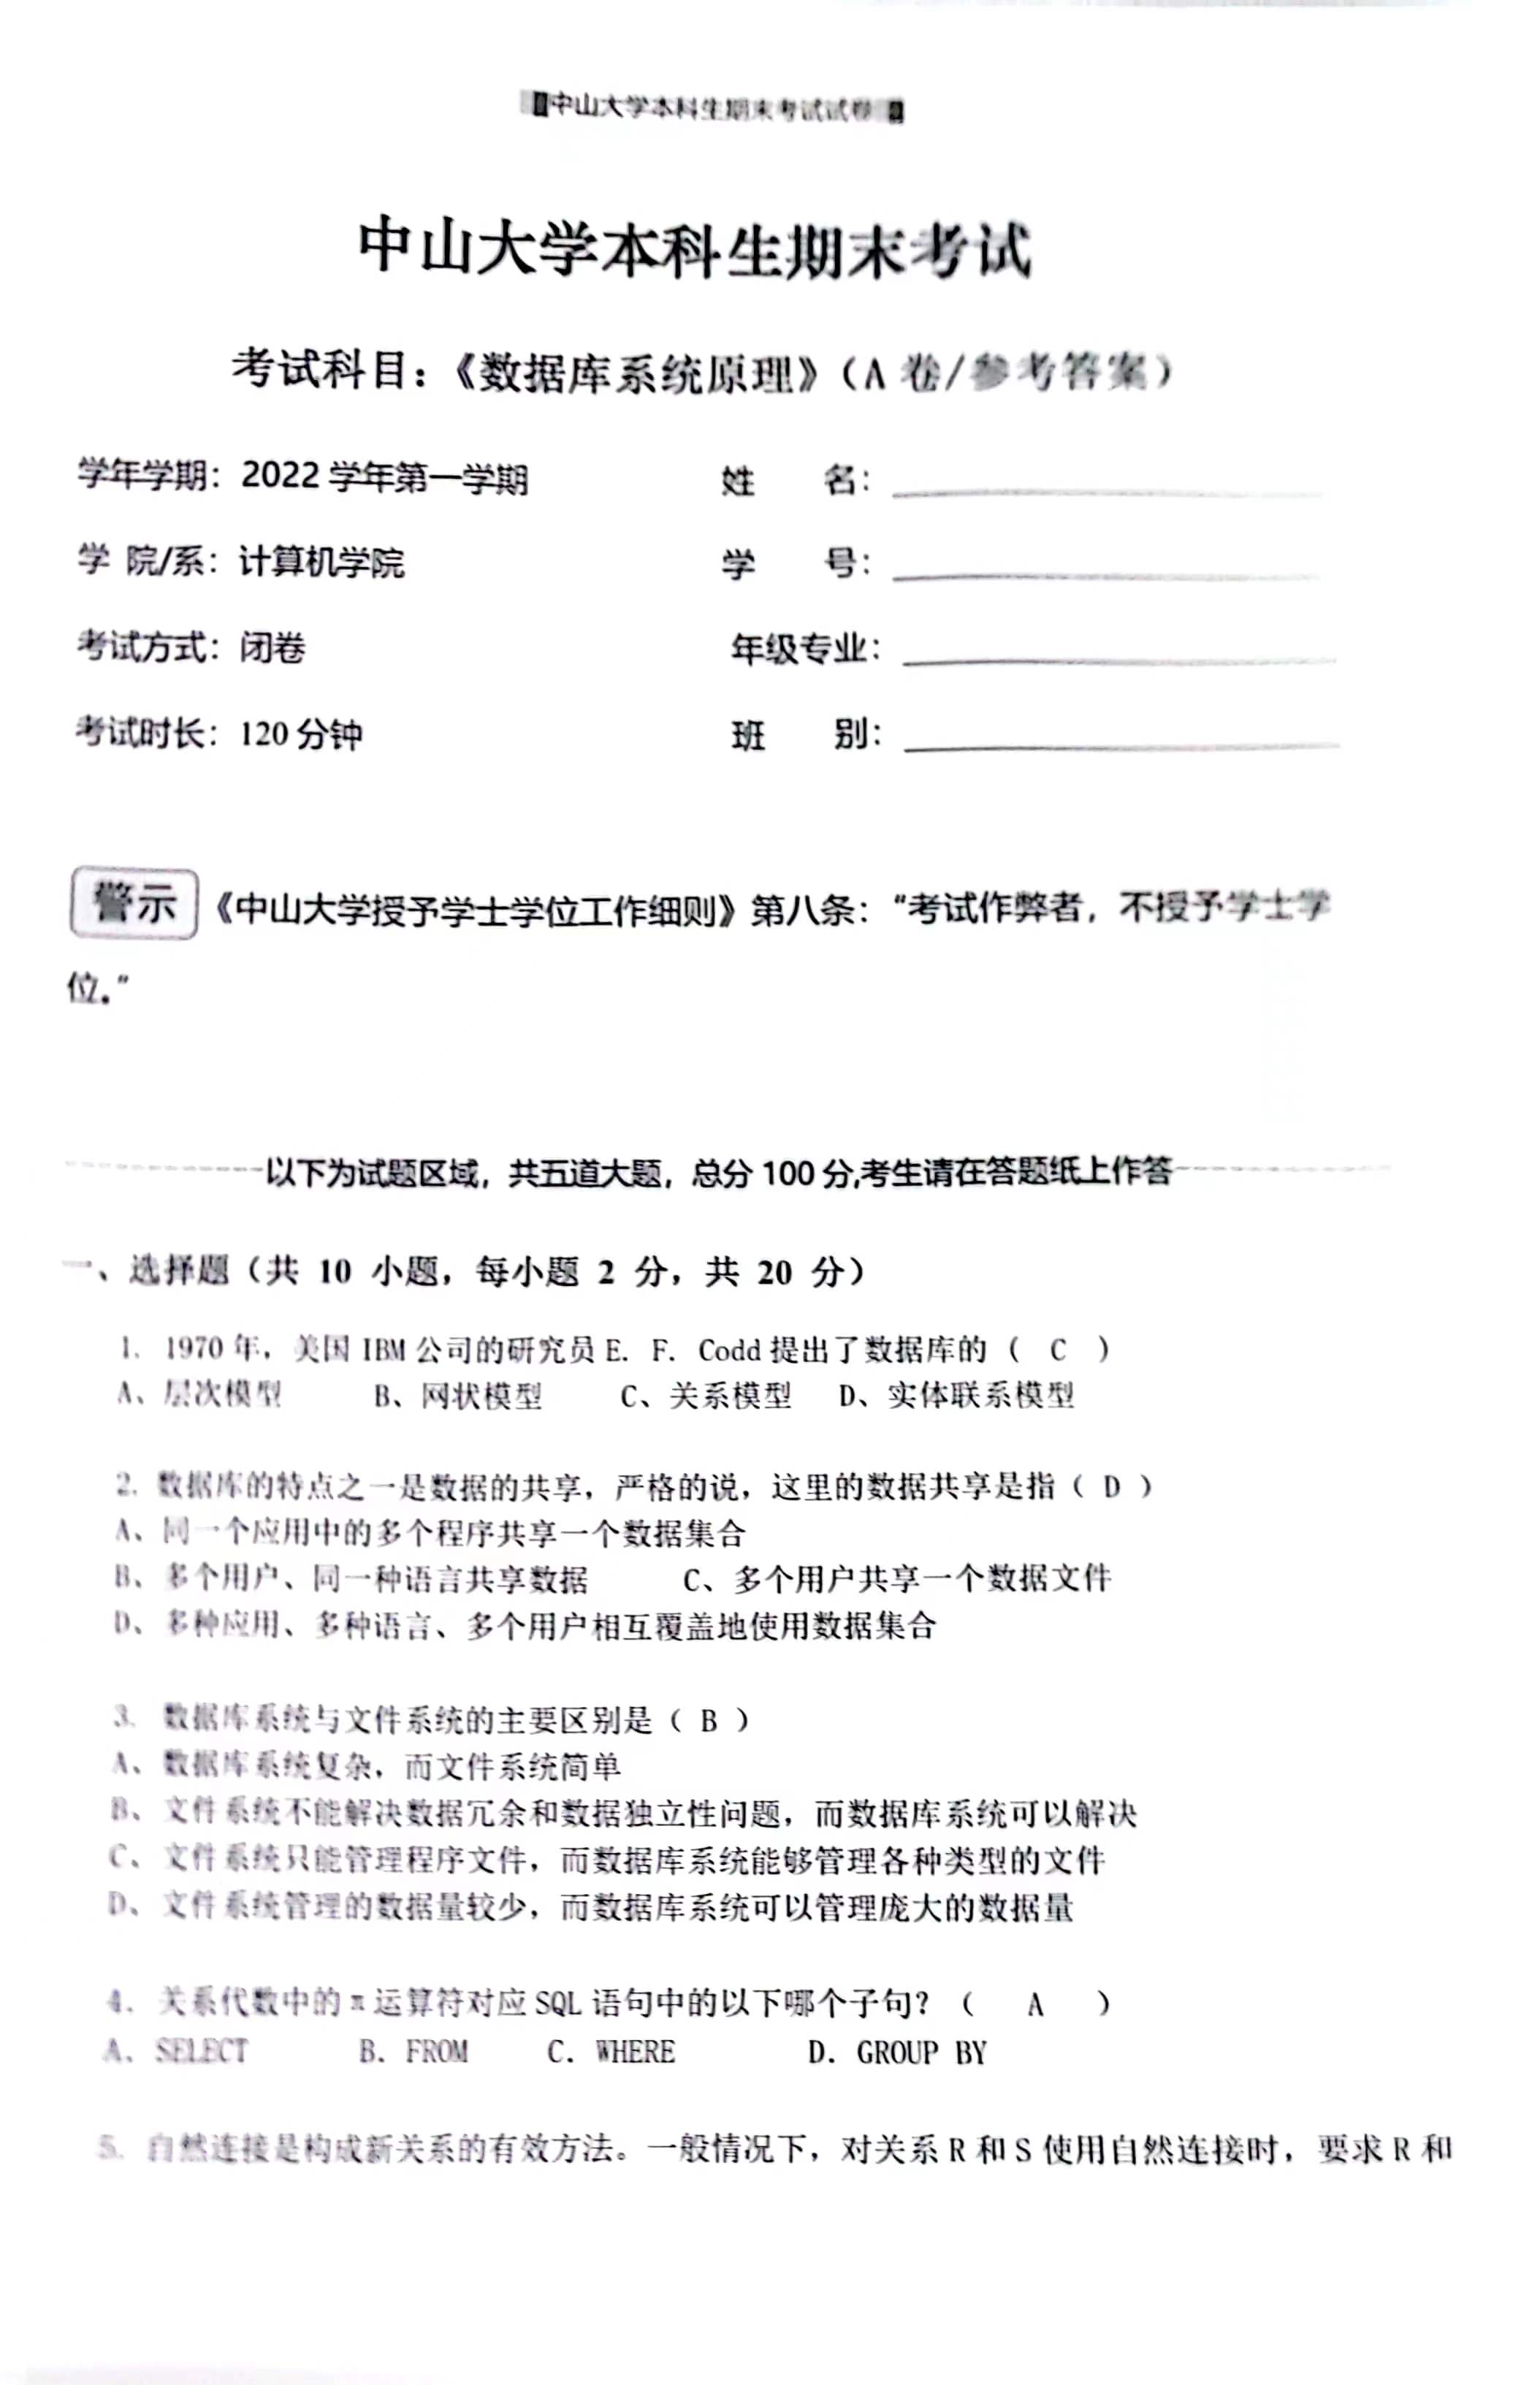 中山大学本科生期末考试试卷
中山大学本科生期末考试
考试科目：《数据库系统原理》（A 卷/参考答案）
学年学期：2022 学年第一学期 姓 名：
学 院/系：计算机学院 学 号：
考试方式：闭卷 年级专业：
考试时长：120 分钟 班 别：
警示 《中山大学授予学士学位工作细则》第八条：“考试作弊者，不授予学士学
位。”
以下为试题区域，共五道大题，总分 100 分,考生请在答题纸上作答
一、选择题（共 10 小题，每小题 2 分，共 20 分）
1. 1970 年，美国 IBM 公司的研究员 E. F. Codd 提出了数据库的（ C ）
A、层次模型 B、网状模型 C、关系模型 D、实体联系模型
2. 数据库的特点之一是数据的共享，严格的说，这里的数据共享是指（ D ）
A、同一个应用中的多个程序共享一个数据集合
B、多个用户、同一种语言共享数据 C、多个用户共享一个数据文件
D、多种应用、多种语言、多个用户相互覆盖地使用数据集合
3. 数据库系统与文件系统的主要区别是（ B ）
A、数据库系统复杂，而文件系统简单
B、文件系统不能解决数据冗余和数据独立性问题，而数据库系统可以解决
C、文件系统只能管理程序文件，而数据库系统能够管理各种类型的文件
D、文件系统管理的数据量较少，而数据库系统可以管理庞大的数据量
4. 关系代数中的 π 运算符对应 SQL 语句中的以下哪个子句？（ A ）
A、SELECT B. FROM C. WHERE D. GROUP BY
5. 自然连接是构成新关系的有效方法。一般情况下，对关系 R 和 S 使用自然连接时，要求 R 和